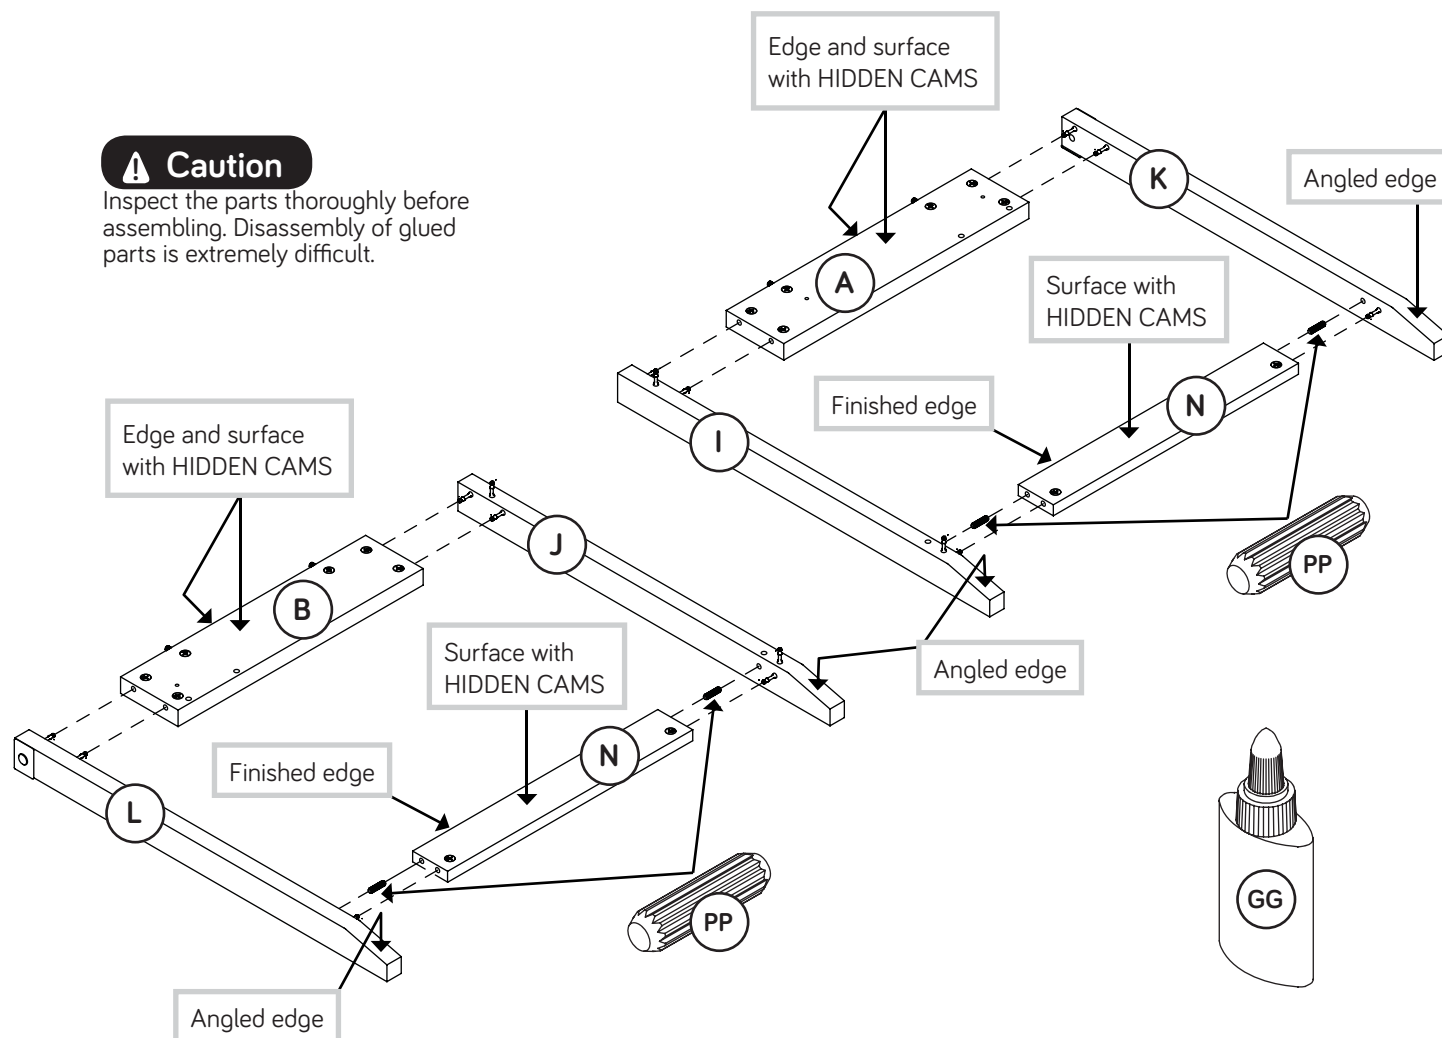 Caution
Inspect the parts thoroughly before
assembling. Disassembly of glued
parts is extremely difficult.
Edge and surface
with HIDDEN CAMS
K
Angled edge
A
Surface with
HIDDEN CAMS
Finished edge
N
I
PP
Angled edge
Edge and surface
with HIDDEN CAMS
J
B
Surface with
HIDDEN CAMS
Finished edge
N
L
PP
Angled edge
GG